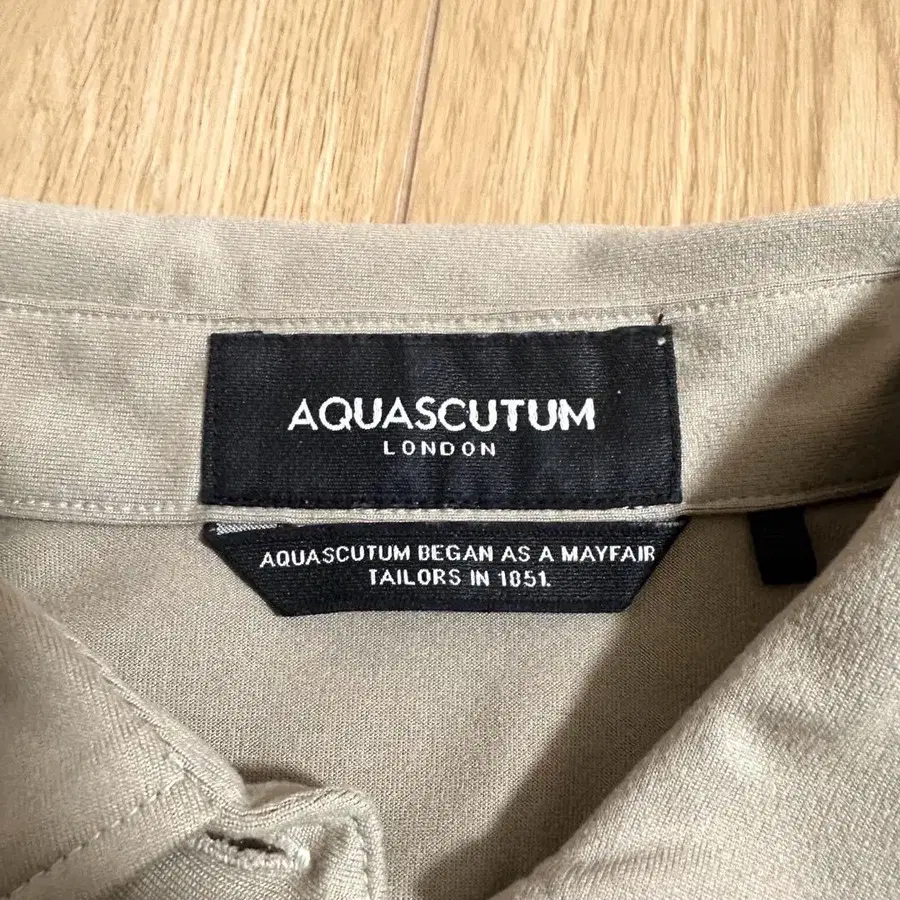 AQUASCUTUM
LONDON
AQUASCUTUM BEGAN AS A MAYFAIR
TAILORS IN 1851.